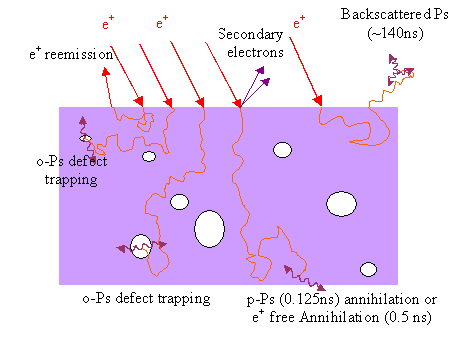 Backscattered Ps
(~140ns)
e+ e+ e+
Secondary
electrons
e+ reemission
o-Ps defect
trapping
o-Ps defect trapping
p-Ps (0.125ns) annihilation or
e+ free Annihilation (0.5 ns)